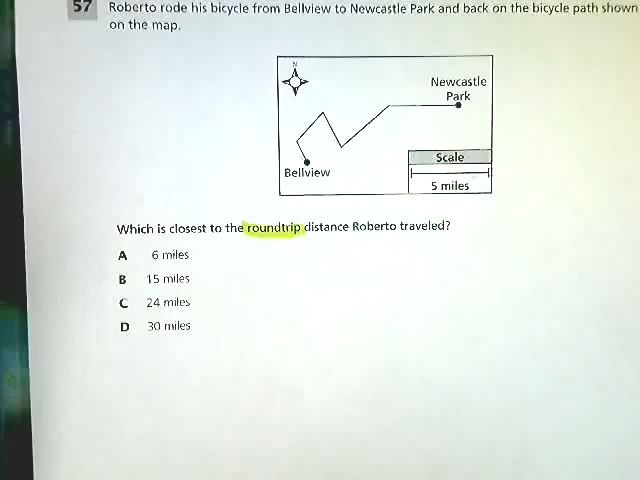 57 Roberto rode his bicycle from Bellview to Newcastle Park and back on the bicycle path shown
on the map.
N
Newcastle
Park
Bellview
Scale
5 miles
Which is closest to the roundtrip distance Roberto traveled?
A 6 miles
B 15 miles
C 24 miles
D 30 miles